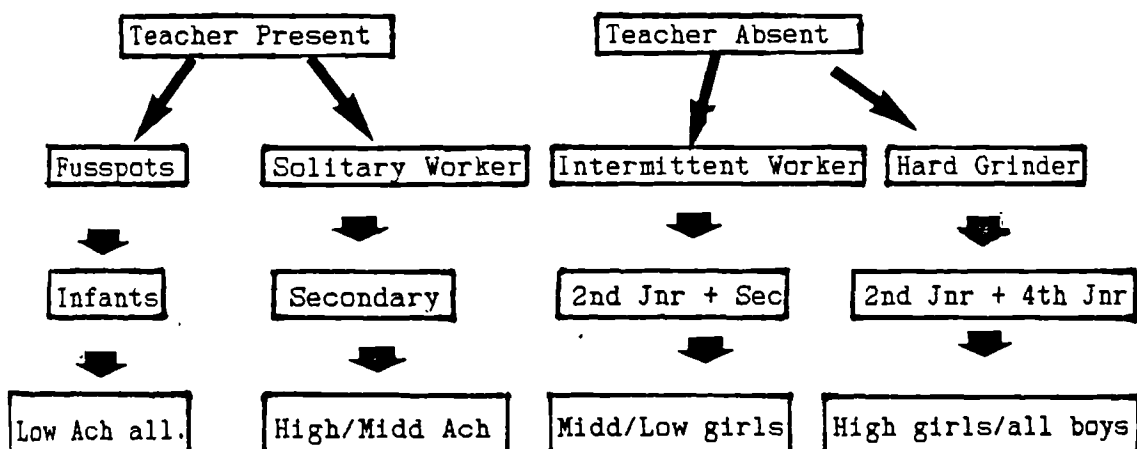 Teacher Present
Teacher Absent
Fusspots
Solitary Worker
Intermittent Worker
Hard Grinder
Infants
Secondary
2nd Jnr + Sec
2nd Jnr + 4th Jnr
Low Ach all.
High/Midd Ach
Midd/Low girls
High girls/all boys